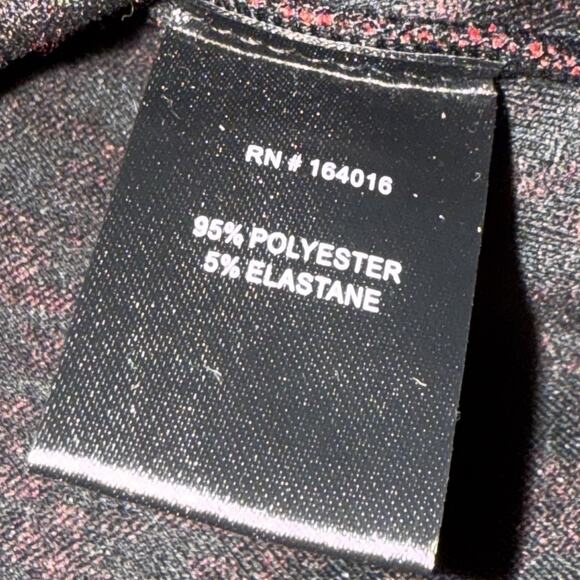 RN # 164016
95% POLYESTER
5% ELASTANE